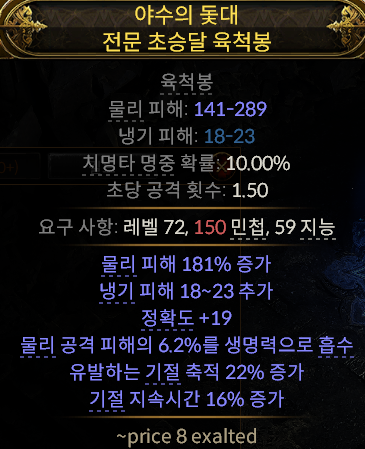 야수의 돛대
전문 초승달 육척봉
육척봉
물리 피해: 141-289
냉기 피해: 18-23
치명타 명중 확률: 10.00%
초당 공격 횟수: 1.50
요구 사항: 레벨 72, 150 민첩, 59 지능
물리 피해 181% 증가
냉기 피해 18~23 추가
정확도 +19
물리 공격 피해의 6.2%를 생명력으로 흡수
유발하는 기절 축적 22% 증가
기절 지속시간 16% 증가
~price 8 exalted